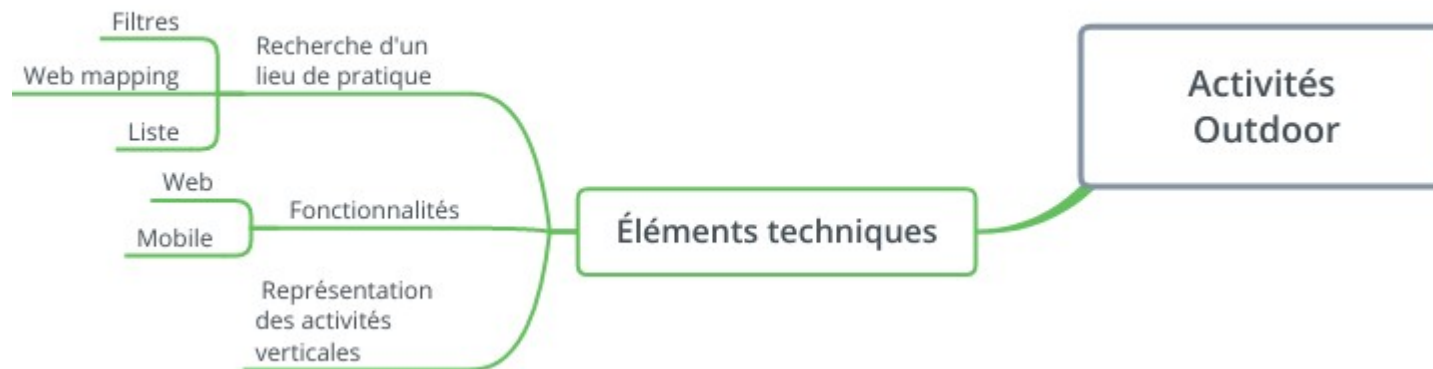 Filtres
Web mapping
Liste
Recherche d'un
lieu de pratique
Web
Mobile
Fonctionnalités
Représentation
des activités
verticales
Éléments techniques
Activités
Outdoor